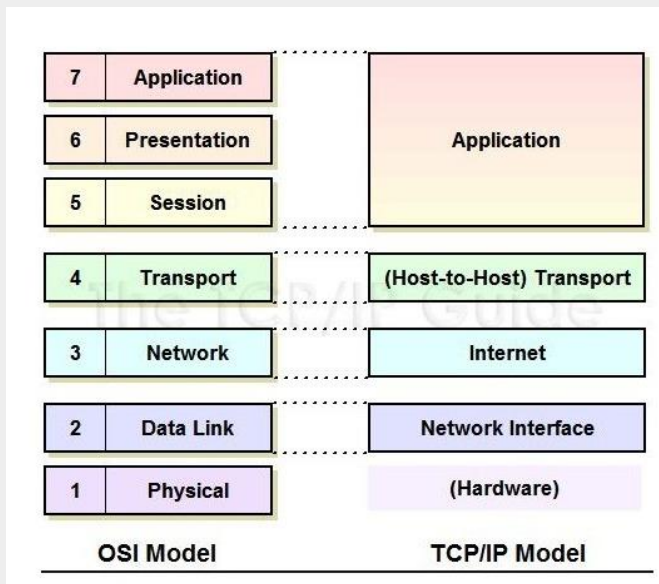 7 Application
6 Presentation
5 Session
Application
4 Transport
(Host-to-Host) Transport
The TCP/IP Guide
3 Network
Internet
2 Data Link
Network Interface
1 Physical
(Hardware)
OSI Model
TCP/IP Model